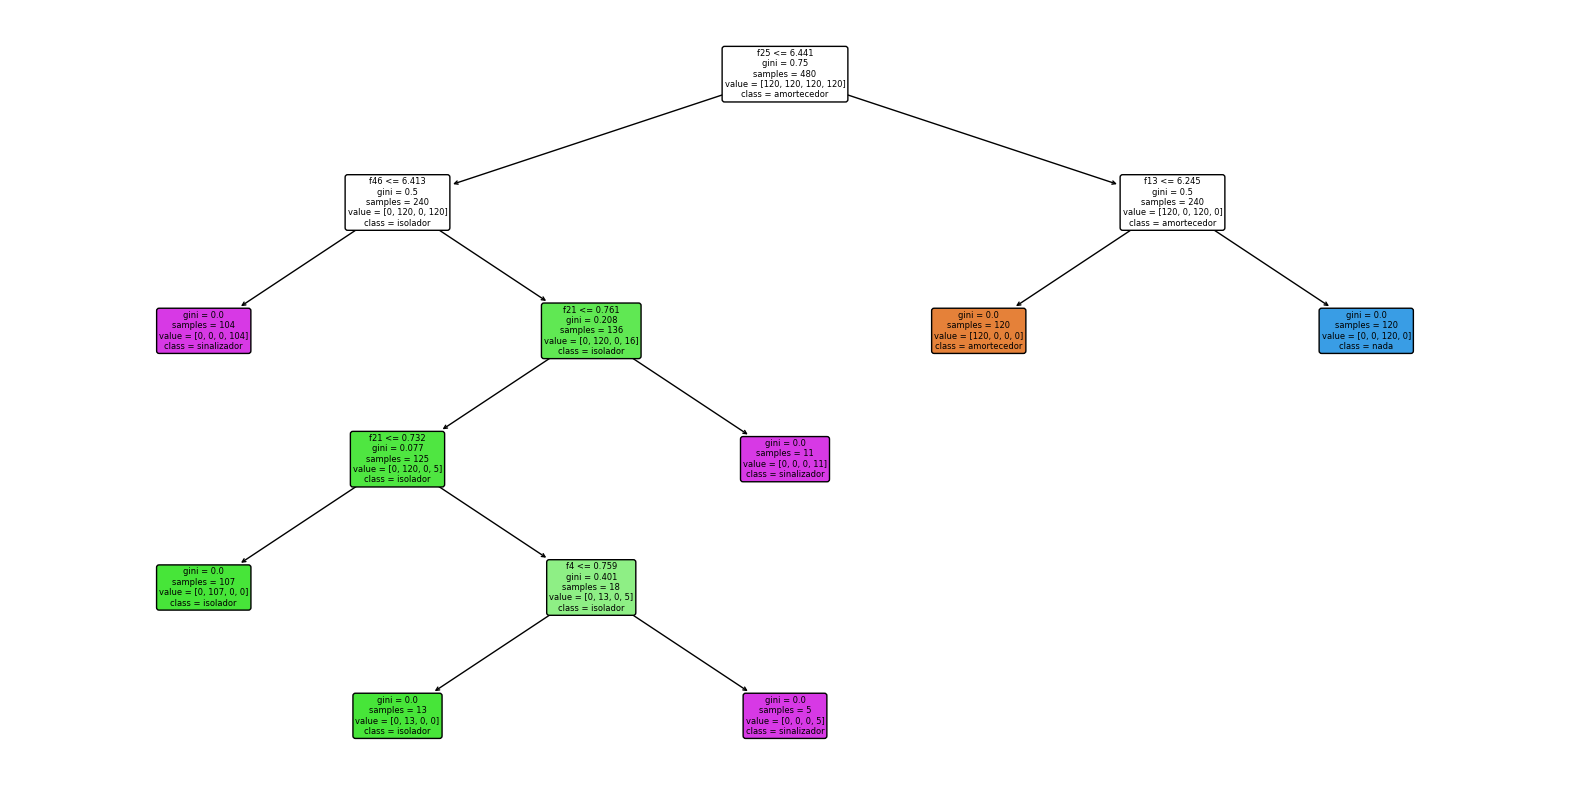 f25 <= 6.441
gini = 0.75
samples = 480
value = [120, 120, 120, 120]
class = amortecedor
f46 <= 6.413
gini = 0.5
samples = 240
value = [0, 120, 0, 120]
class = isolador
f13 <= 6.245
gini = 0.5
samples = 240
value = [120, 0, 120, 0]
class = amortecedor
gini = 0.0
samples = 104
value = [0, 0, 0, 104]
class = sinalizador
f21 <= 0.761
gini = 0.208
samples = 136
value = [0, 120, 0, 16]
class = isolador
gini = 0.0
samples = 120
value = [120, 0, 0, 0]
class = amortecedor
gini = 0.0
samples = 120
value = [0, 0, 120, 0]
class = nada
f21 <= 0.732
gini = 0.077
samples = 125
value = [0, 120, 0, 5]
class = isolador
gini = 0.0
samples = 11
value = [0, 0, 0, 11]
class = sinalizador
gini = 0.0
samples = 107
value = [0, 107, 0, 0]
class = isolador
f4 <= 0.759
gini = 0.401
samples = 18
value = [0, 13, 0, 5]
class = isolador
gini = 0.0
samples = 13
value = [0, 13, 0, 0]
class = isolador
gini = 0.0
samples = 5
value = [0, 0, 0, 5]
class = sinalizador